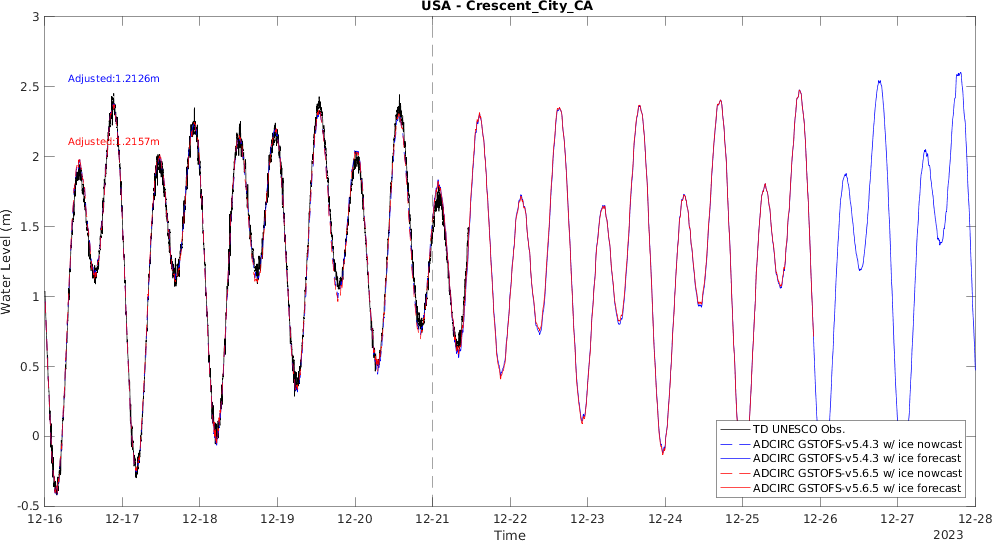 USA - Crescent_City_CA
3
2.5
2
1.5
1
0.5
0
-0.5
Water Level (m)
Adjusted:1.2126m
Adjusted:1.2157m
TD UNESCO Obs.
ADCIRC GSTOFS-v5.4.3 w/ ice nowcast
ADCIRC GSTOFS-v5.4.3 w/ ice forecast
ADCIRC GSTOFS-v5.6.5 w/ ice nowcast
ADCIRC GSTOFS-v5.6.5 w/ ice forecast
12-16 12-17 12-18 12-19 12-20 12-21 12-22 12-23 12-24 12-25 12-26 12-27 12-28
Time
2023